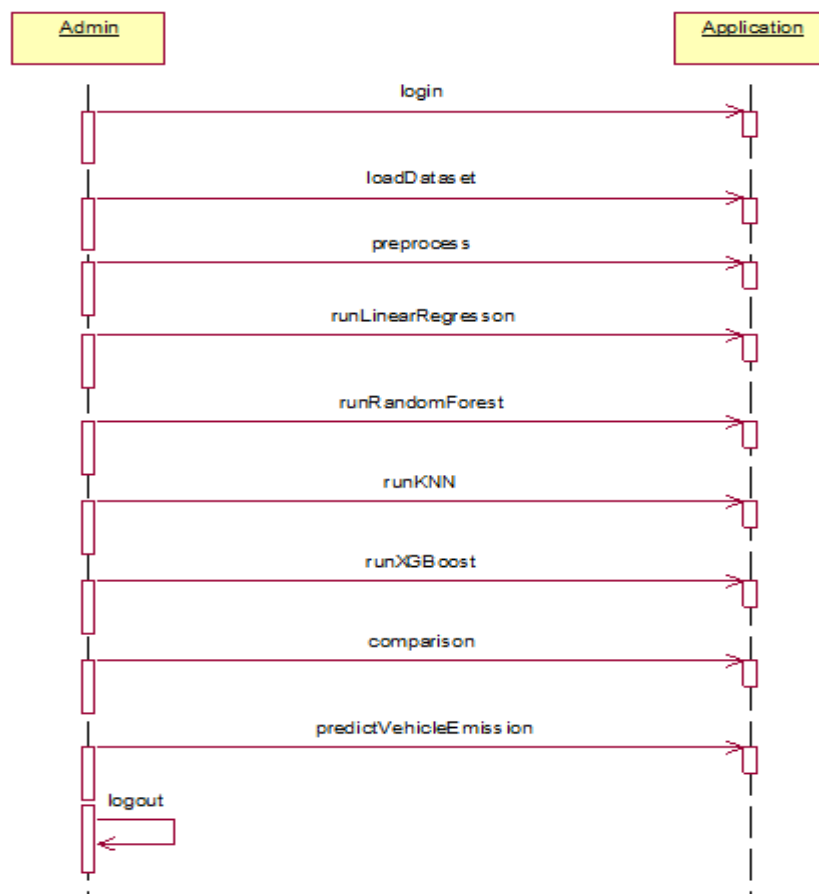 Admin
Application
login
loadDataset
preprocess
runLinearRegresson
runRandomForest
runKNN
runXGBoost
comparison
predictVehicleEmission
logout